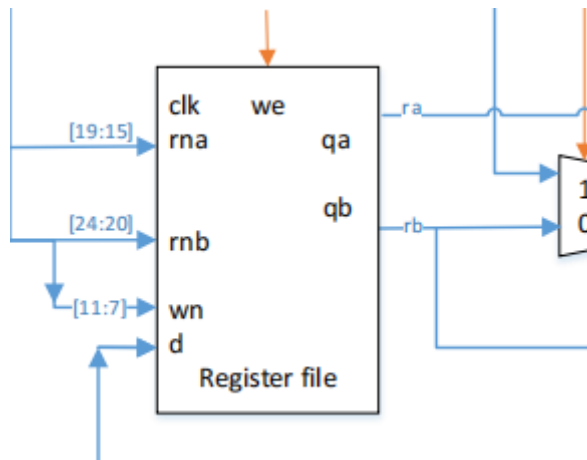 clk we
[19:15] rna qa ra
qb
[24:20] rnb rb
[11:7] wn
d
Register file
1
0